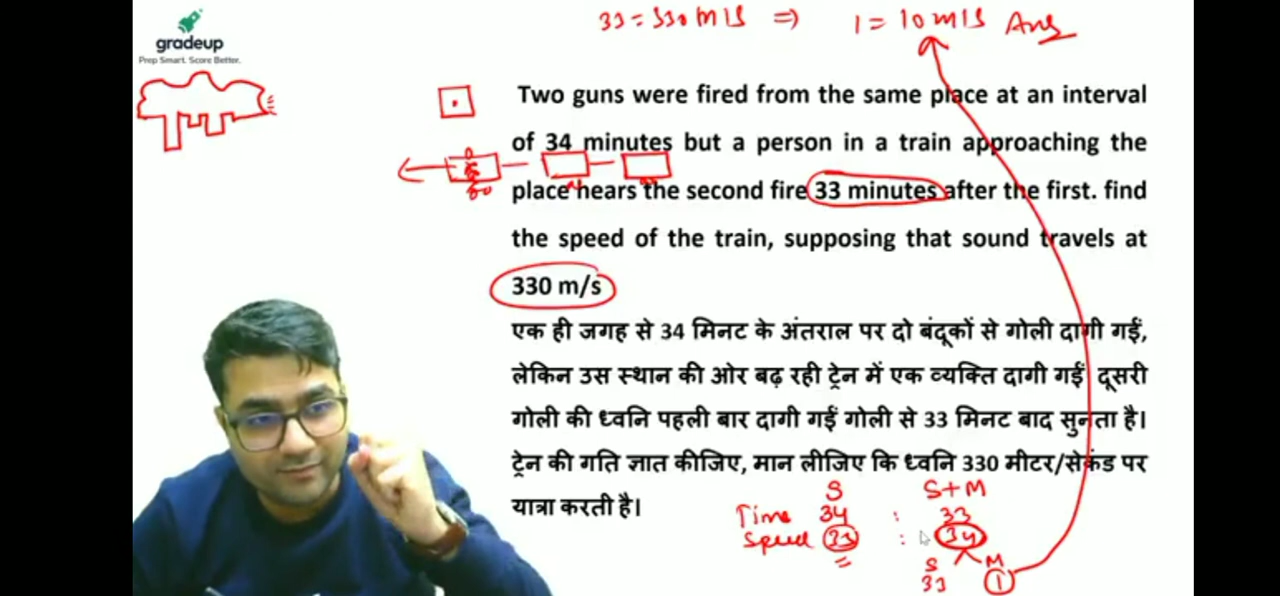 33 = 330 m/s ⇒ 1 = 10 m/s Ans
gradeup
Prep Smart. Score Better.
Two guns were fired from the same place at an interval
of 34 minutes but a person in a train approaching the
place hears the second fire 33 minutes after the first. find
the speed of the train, supposing that sound travels at
330 m/s
एक ही जगह से 34 मिनट के अंतराल पर दो बंदूकों से गोली दागी गईं,
लेकिन उस स्थान की ओर बढ़ रही ट्रेन में एक व्यक्ति दागी गईं दूसरी
गोली की ध्वनि पहली बार दागी गईं गोली से 33 मिनट बाद सुनता है।
ट्रेन की गति ज्ञात कीजिए, मान लीजिए कि ध्वनि 330 मीटर/सेकंड पर
यात्रा करती है।
S S+M
Time 34 : 33
Speed 33 : 34
S M
33 1